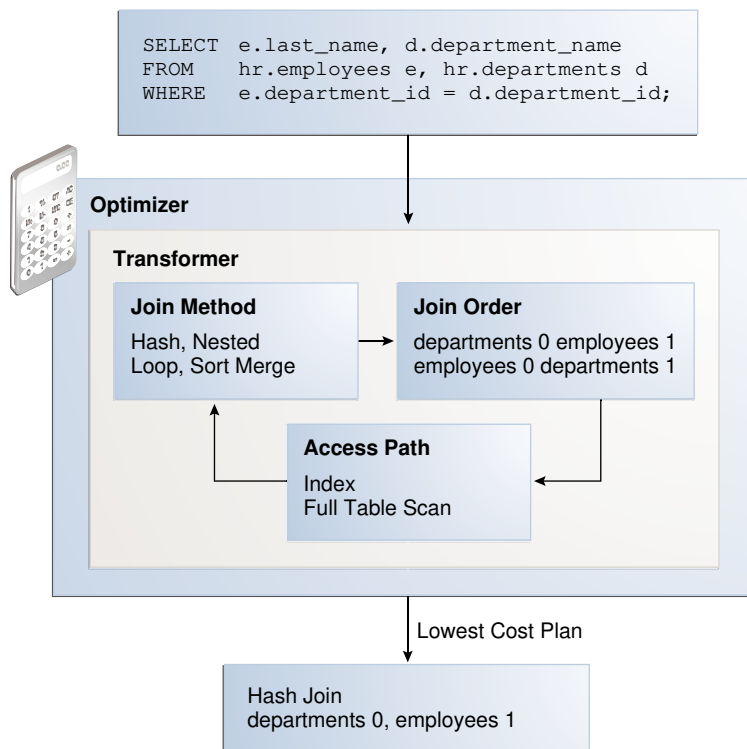 SELECT e.last_name, d.department_name
FROM hr.employees e, hr.departments d
WHERE e.department_id = d.department_id;
0.00
Optimizer
Transformer
Join Method
Hash, Nested
Loop, Sort Merge
Join Order
departments 0 employees 1
employees 0 departments 1
Access Path
Index
Full Table Scan
Lowest Cost Plan
Hash Join
departments 0, employees 1